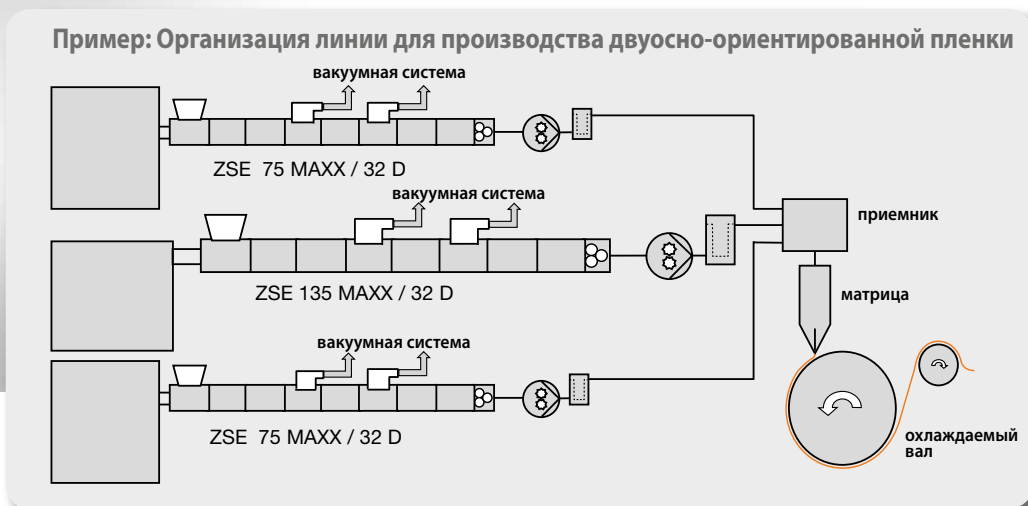 Пример: Организация линии для производства двуосно-ориентированной пленки
вакуумная система
ZSE 75 MAXX / 32 D
вакуумная система
приемник
ZSE 135 MAXX / 32 D
матрица
вакуумная система
ZSE 75 MAXX / 32 D
охлаждаемый
вал